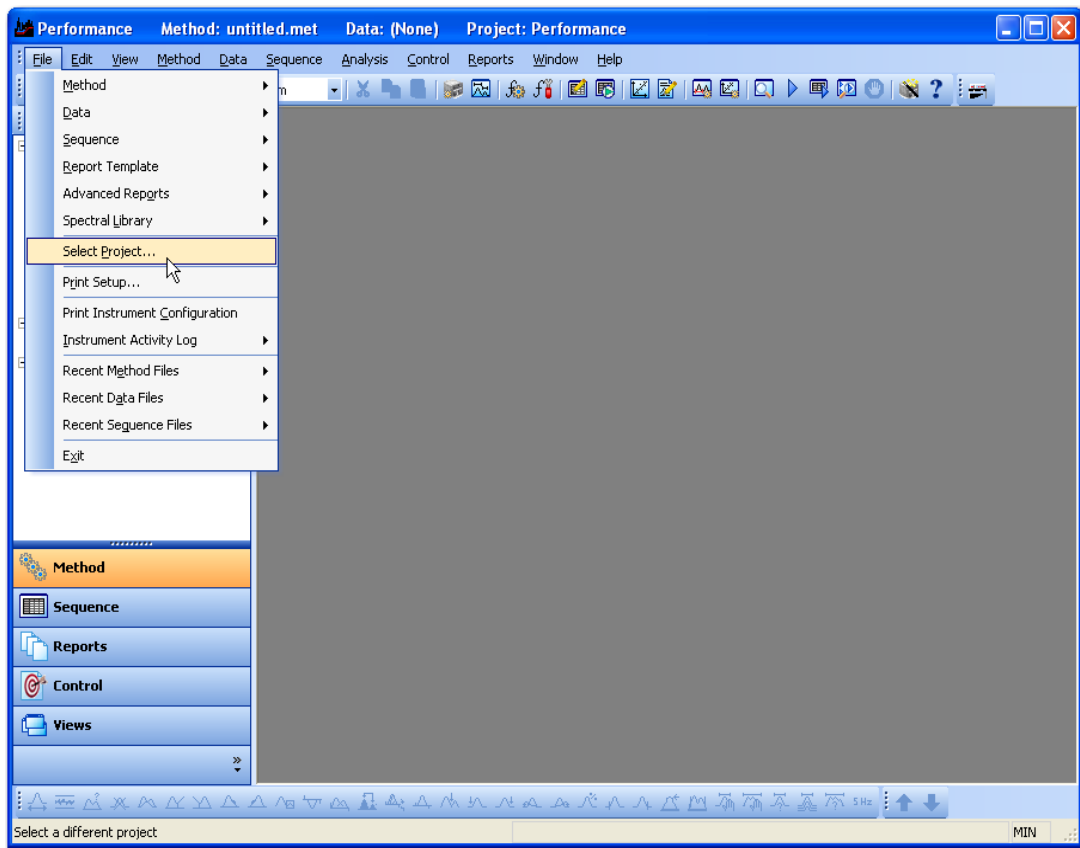 Performance Method: untitled.met Data: (None) Project: Performance
File Edit View Method Data Sequence Analysis Control Reports Window Help
Method
Data
Sequence
Report Template
Advanced Reports
Spectral Library
Select Project...
Print Setup...
Print Instrument Configuration
Instrument Activity Log
Recent Method Files
Recent Data Files
Recent Sequence Files
Exit
Method
Sequence
Reports
Control
Views
5 Hz
Select a different project MIN